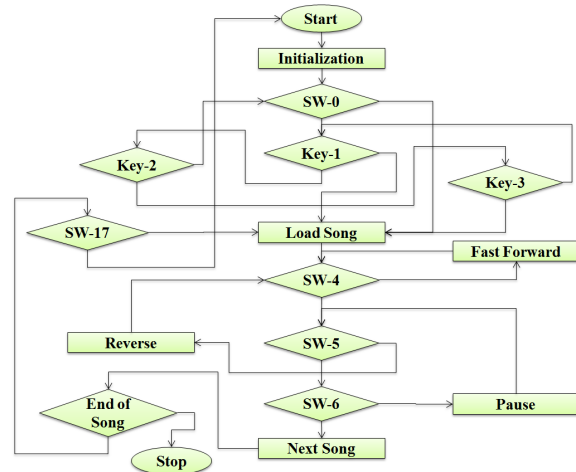 Start
Initialization
SW-0
Key-1
Key-2
Key-3
SW-17
Load Song
Fast Forward
SW-4
Reverse
SW-5
End of
Song
SW-6
Pause
Next Song
Stop